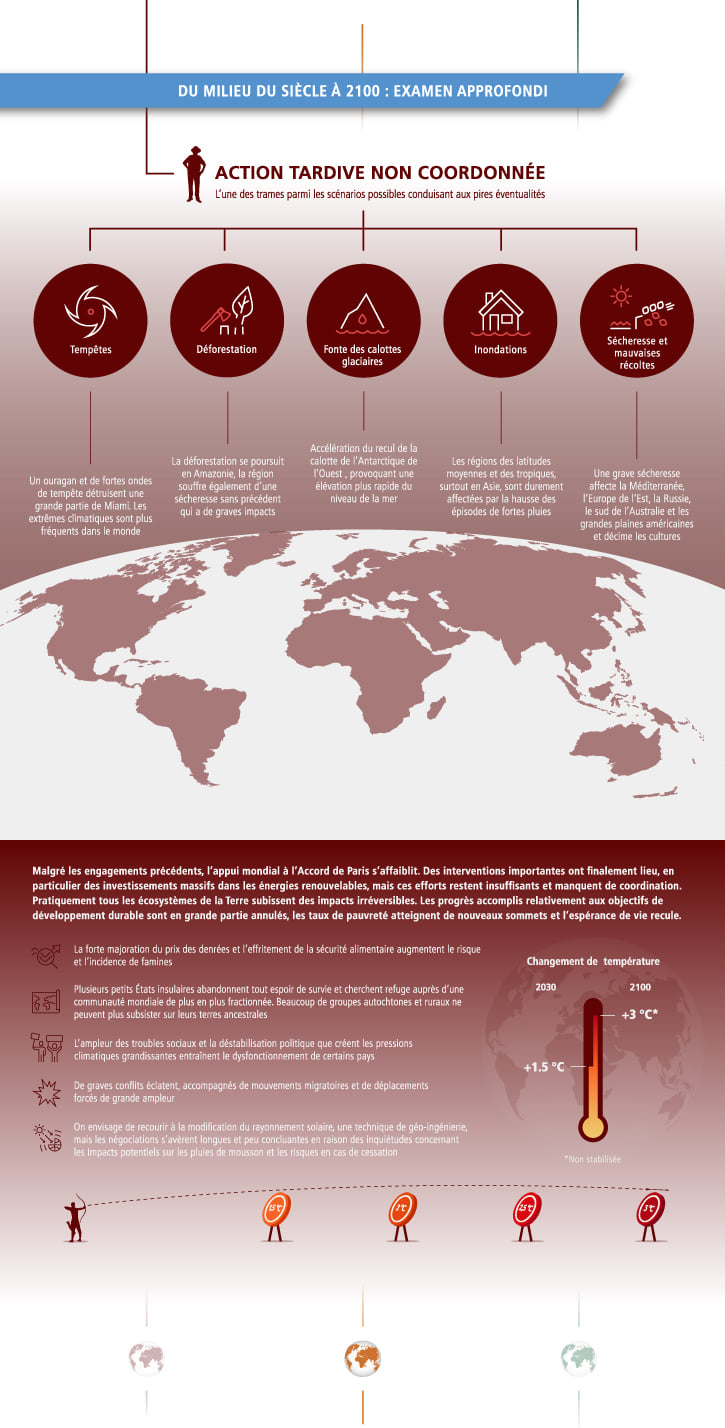 DU MILIEU DU SIÈCLE À 2100 : EXAMEN APPROFONDI
ACTION TARDIVE NON COORDONNÉE
L'une des trames parmi les scénarios possibles conduisant aux pires éventualités
Tempêtes
Déforestation
Fonte des calottes
glaciaires
Inondations
Sécheresse et
mauvaises
récoltes
Un ouragan et de fortes ondes
de tempête détruisent une
grande partie de Miami. Les
extrêmes climatiques sont plus
fréquents dans le monde
La déforestation se poursuit
en Amazonie, la région
souffre également d'une
sécheresse sans précédent
qui a de graves impacts
Accélération du recul de la
calotte de l'Antarctique de
l'Ouest , provoquant une
élévation plus rapide du
niveau de la mer
Les régions des latitudes
moyennes et des tropiques,
surtout en Asie, sont durement
affectées par la hausse des
épisodes de fortes pluies
Une grave sécheresse
affecte la Méditerranée,
l'Europe de l'Est, la Russie,
le sud de l'Australie et les
grandes plaines américaines
et décime les cultures
Malgré les engagements précédents, l'appui mondial à l'Accord de Paris s'affaiblit. Des interventions importantes ont finalement lieu, en
particulier des investissements massifs dans les énergies renouvelables, mais ces efforts restent insuffisants et manquent de coordination.
Pratiquement tous les écosystèmes de la Terre subissent des impacts irréversibles. Les progrès accomplis relativement aux objectifs de
développement durable sont en grande partie annulés, les taux de pauvreté atteignent de nouveaux sommets et l'espérance de vie recule.
La forte majoration du prix des denrées et l'effritement de la sécurité alimentaire augmentent le risque
et l'incidence de famines
Plusieurs petits États insulaires abandonnent tout espoir de survie et cherchent refuge auprès d'une
communauté mondiale de plus en plus fractionnée. Beaucoup de groupes autochtones et ruraux ne
peuvent plus subsister sur leurs terres ancestrales
L'ampleur des troubles sociaux et la déstabilisation politique que créent les pressions
climatiques grandissantes entraînent le dysfonctionnement de certains pays
De graves conflits éclatent, accompagnés de mouvements migratoires et de déplacements
forcés de grande ampleur
On envisage de recourir à la modification du rayonnement solaire, une technique de géo-ingénierie,
mais les négociations s'avèrent longues et peu concluantes en raison des inquiétudes concernant
les impacts potentiels sur les pluies de mousson et les risques en cas de cessation
Changement de température
2030
2100
+3 °C*
+1.5 °C
*Non stabilisée
1.5°C
2°C
2.5°C
3°C